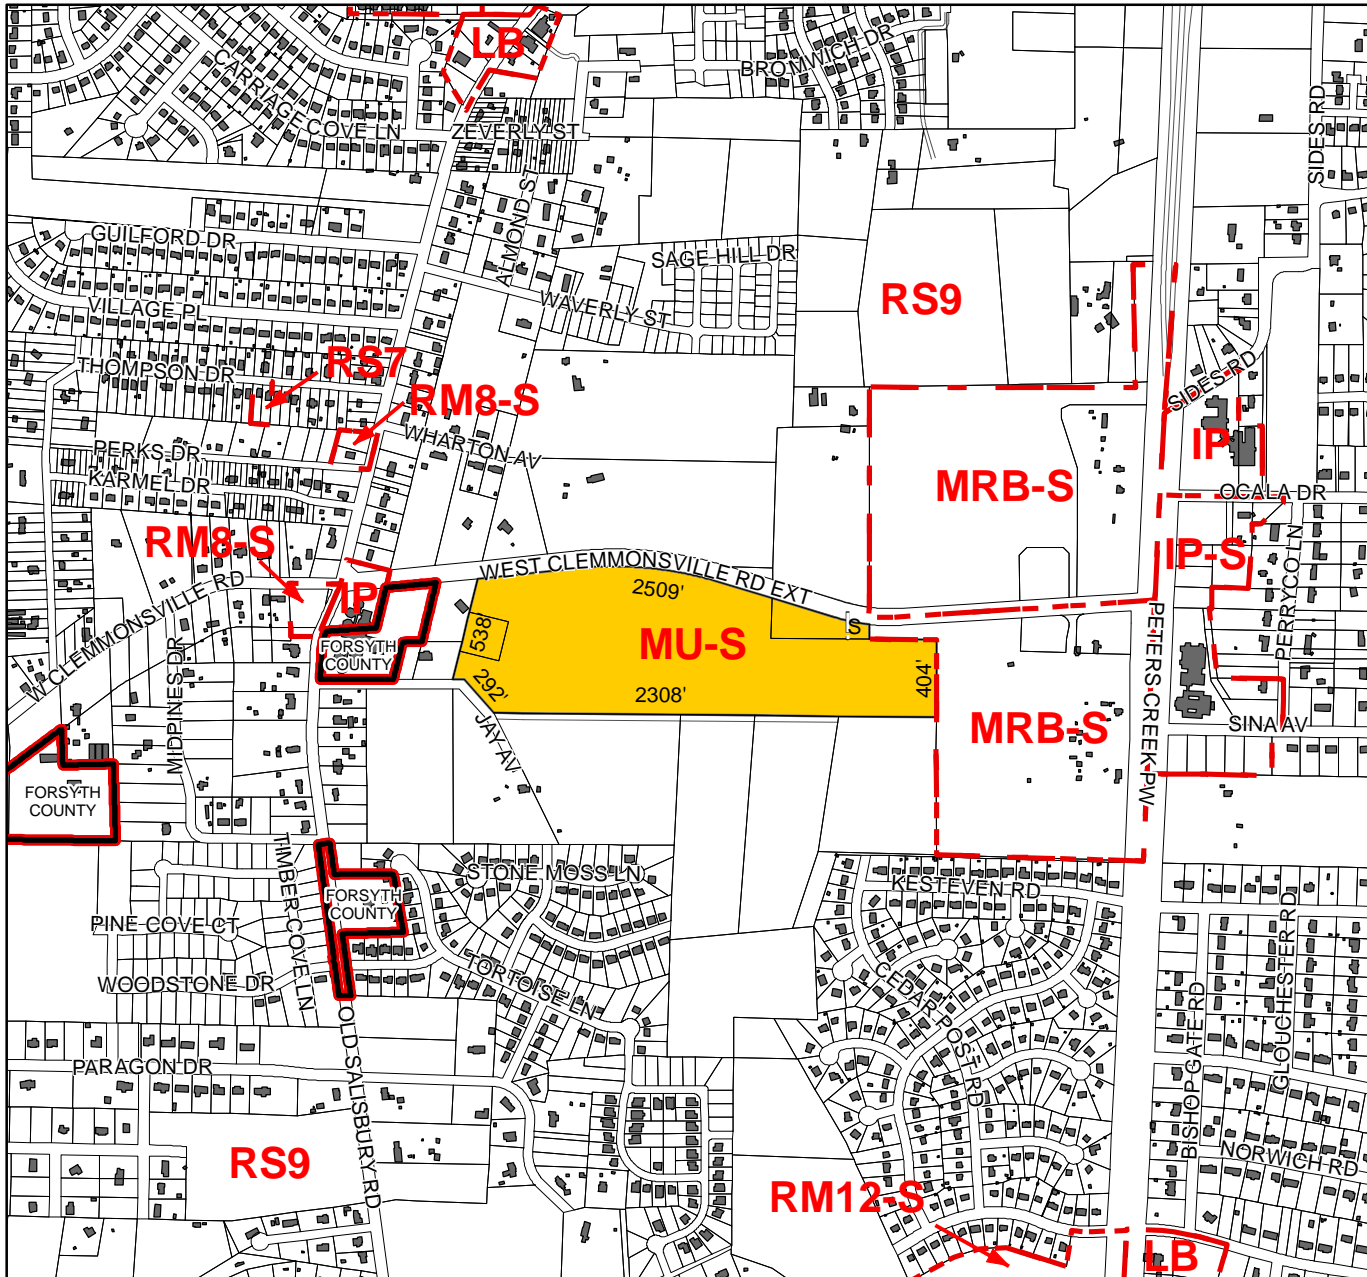 LB
BROMWICH DR
CARRIAGE COVE LN
ZEVERLY ST
SIDES RD
ALMOND ST
GUILFORD DR
SAGE HILL DR
RS9
WAVERLY ST
VILLAGE PL
RS7
THOMPSON DR
SIDES RD
RM8-S
WHARTON AV
IP
PERKS DR
KARMEL DR
MRB-S
OCALA DR
RM8-S
IP-S
WEST CLEMMONSVILLE RD EXT
2509'
W CLEMMONSVILLE RD
IP
PERRYCO LN
PETERS CREEK PW
538'
MU-S
S
FORSYTH
COUNTY
MIDPINES DR
292'
2308'
404'
JAY AV
MRB-S
SINA AV
FORSYTH
COUNTY
TIMBER COVE LN
STONE MOSS LN
KESTEVEN RD
FORSYTH
COUNTY
PINE COVE CT
GLOUCHESTER RD
WOODSTONE DR
TORTOISE LN
CEDAR POST RD
BISHOP GATE RD
OLD SALISBURY RD
PARAGON DR
RS9
NORWICH RD
RM12-S
LB